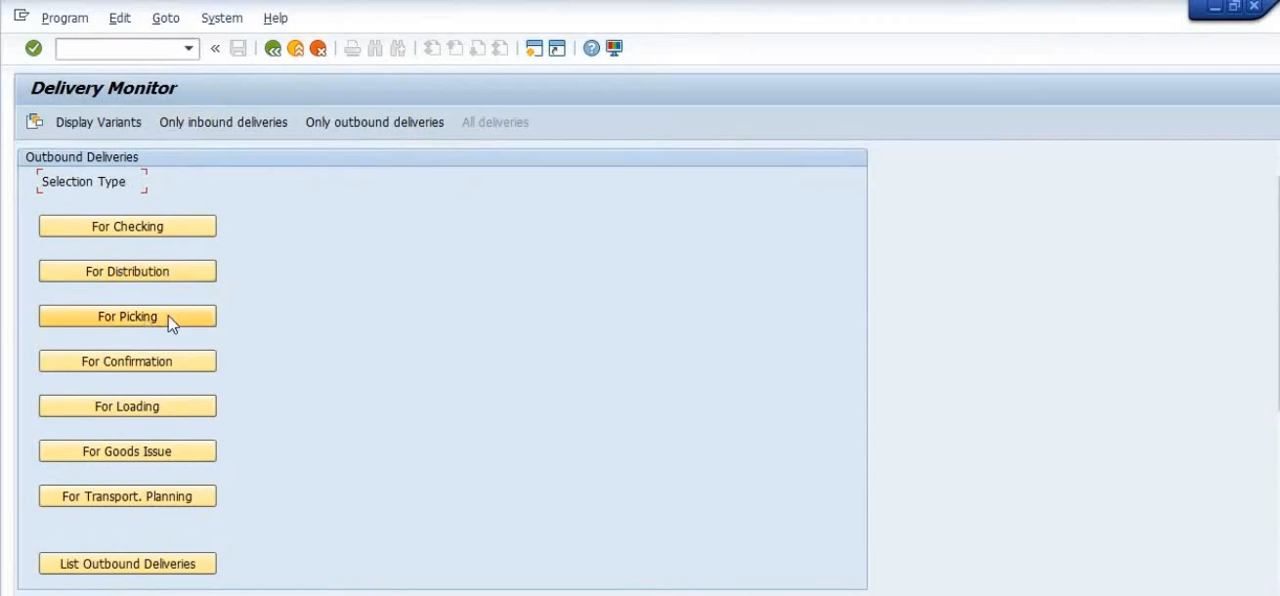 Program Edit Goto System Help
Delivery Monitor
Display Variants Only inbound deliveries Only outbound deliveries All deliveries
Outbound Deliveries
Selection Type
For Checking
For Distribution
For Picking
For Confirmation
For Loading
For Goods Issue
For Transport. Planning
List Outbound Deliveries